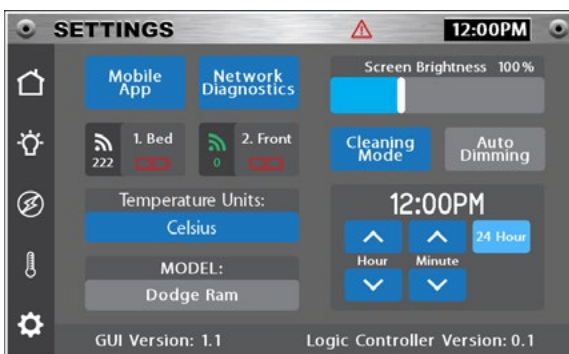 SETTINGS
12:00PM
Mobile
App
Network
Diagnostics
Screen Brightness 100%
1. Bed
222
2. Front
0
Cleaning
Mode
Auto
Dimming
Temperature Units:
Celsius
12:00PM
24 Hour
Hour Minute
MODEL:
Dodge Ram
GUI Version: 1.1
Logic Controller Version: 0.1